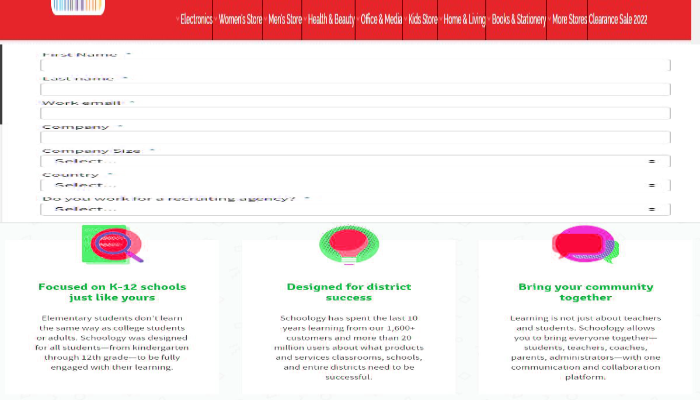 Electronics Women's Store Men's Store Health & Beauty Office & Media Kids Store Home & Living Books & Stationery More Stores Clearance Sale 2022
First Name *
Last name *
Work email *
Company *
Company Size *
Select...
Country *
Select...
Do you work for a recruiting agency? *
Select...
Focused on K-12 schools
just like yours
Elementary students don't learn
the same way as college students
or adults. Schoology was designed
for all students—from kindergarten
through 12th grade—to be fully
engaged with their learning.
Designed for district
success
Schoology has spent the last 10
years learning from our 1,600+
customers and more than 20
million users about what products
and services classrooms, schools,
and entire districts need to be
successful.
Bring your community
together
Learning is not just about teachers
and students. Schoology allows
you to bring everyone together—
students, teachers, coaches,
parents, administrators—with one
communication and collaboration
platform.